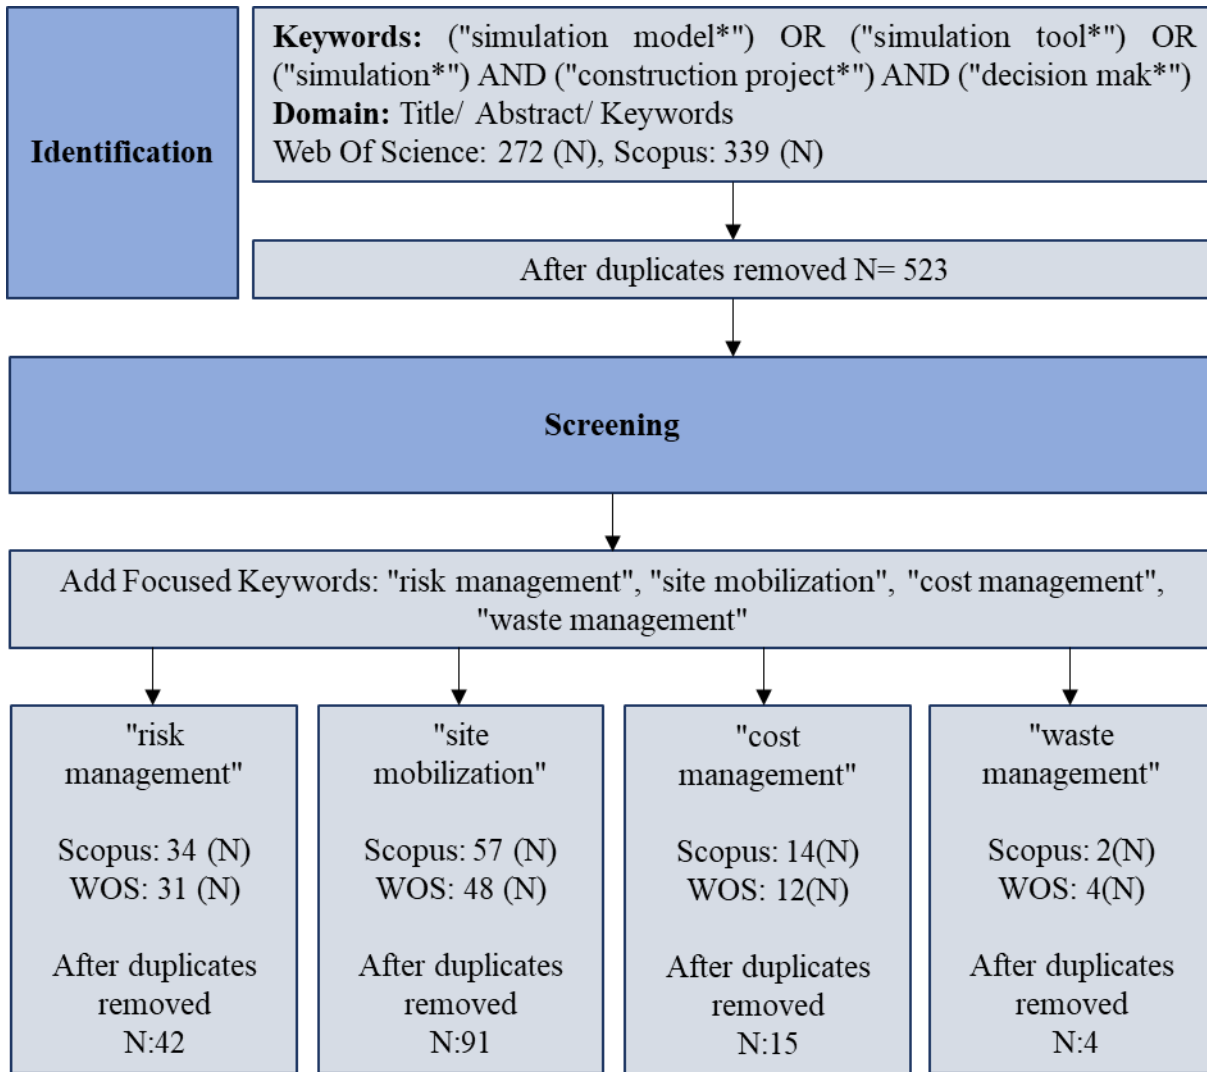 Identification
Keywords: ("simulation model*") OR ("simulation tool*") OR
("simulation*") AND ("construction project*") AND ("decision mak*")
Domain: Title/ Abstract/ Keywords
Web Of Science: 272 (N), Scopus: 339 (N)
After duplicates removed N= 523
Screening
Add Focused Keywords: "risk management", "site mobilization", "cost management",
"waste management"
"risk
management"
Scopus: 34 (N)
WOS: 31 (N)
After duplicates
removed
N:42
"site
mobilization"
Scopus: 57 (N)
WOS: 48 (N)
After duplicates
removed
N:91
"cost
management"
Scopus: 14(N)
WOS: 12(N)
After duplicates
removed
N:15
"waste
management"
Scopus: 2(N)
WOS: 4(N)
After duplicates
removed
N:4